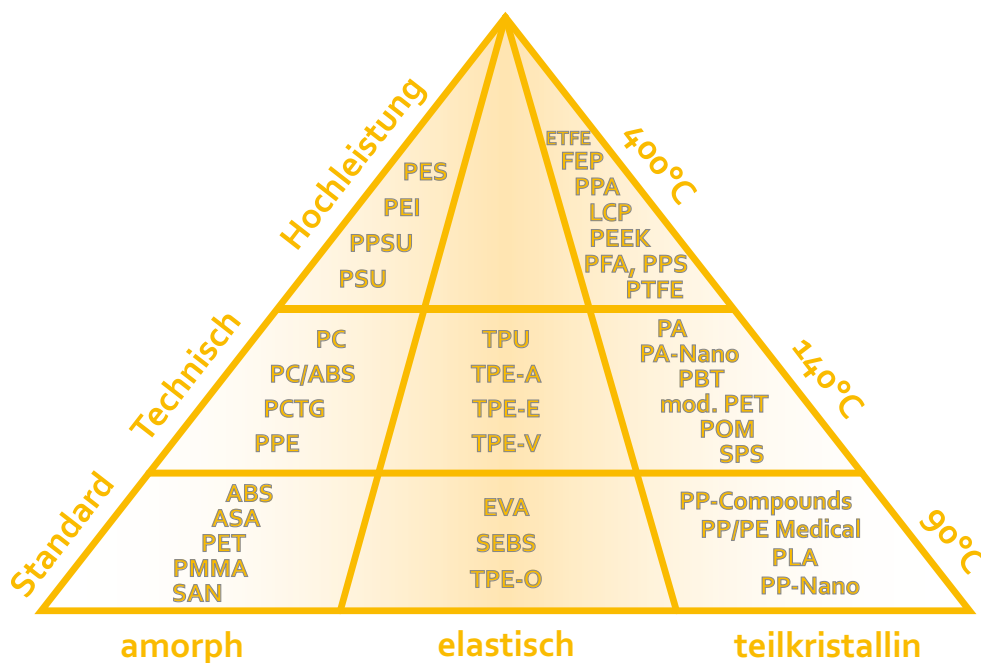 Hochleistung
PES
PEI
PPSU
PSU
ETFE
FEP
PPA
LCP
PEEK
PFA, PPS
PTFE
400°C
Technisch
PC
PC/ABS
PCTG
PPE
TPU
TPE-A
TPE-E
TPE-V
PA
PA-Nano
PBT
mod. PET
POM
SPS
140°C
Standard
ABS
ASA
PET
PMMA
SAN
EVA
SEBS
TPE-O
PP-Compounds
PP/PE Medical
PLA
PP-Nano
90°C
amorph
elastisch
teilkristallin